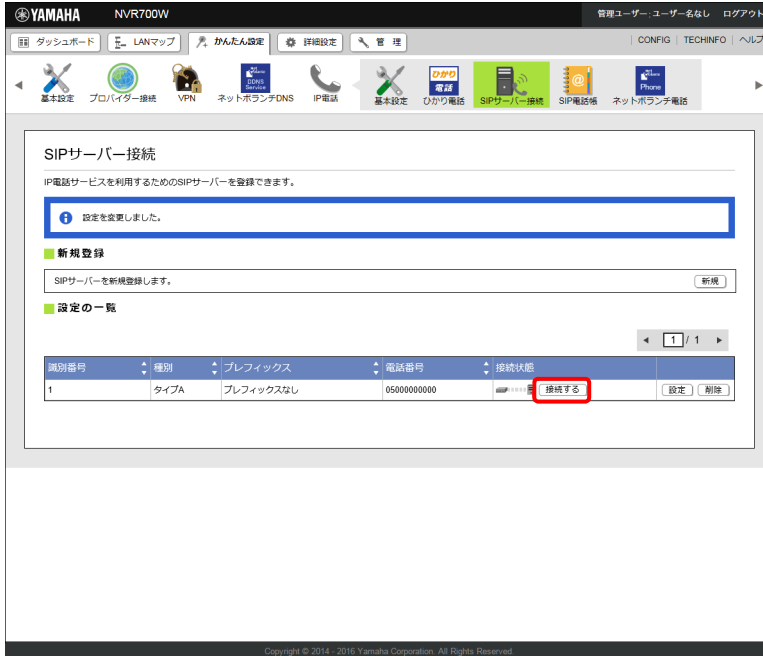 YAMAHA NVR700W 管理ユーザー：ユーザー名なし ログアウト
ダッシュボード LANマップ かんたん設定 詳細設定 管 理 CONFIG TECHINFO ヘルプ
Net Volante DDNS Service ひかり 電話 @ Net Volante Phone
基本設定 プロバイダー接続 VPN ネットボランチDNS IP電話 基本設定 ひかり電話 SIPサーバー接続 SIP電話帳 ネットボランチ電話
SIPサーバー接続
IP電話サービスを利用するためのSIPサーバーを登録できます。
設定を変更しました。
新規登録
SIPサーバーを新規登録します。 新規
設定の一覧
1 / 1
識別番号 種別 プレフィックス 電話番号 接続状態
1 タイプA プレフィックスなし 05000000000 接続する 設定 削除
Copyright © 2014 - 2016 Yamaha Corporation. All Rights Reserved.